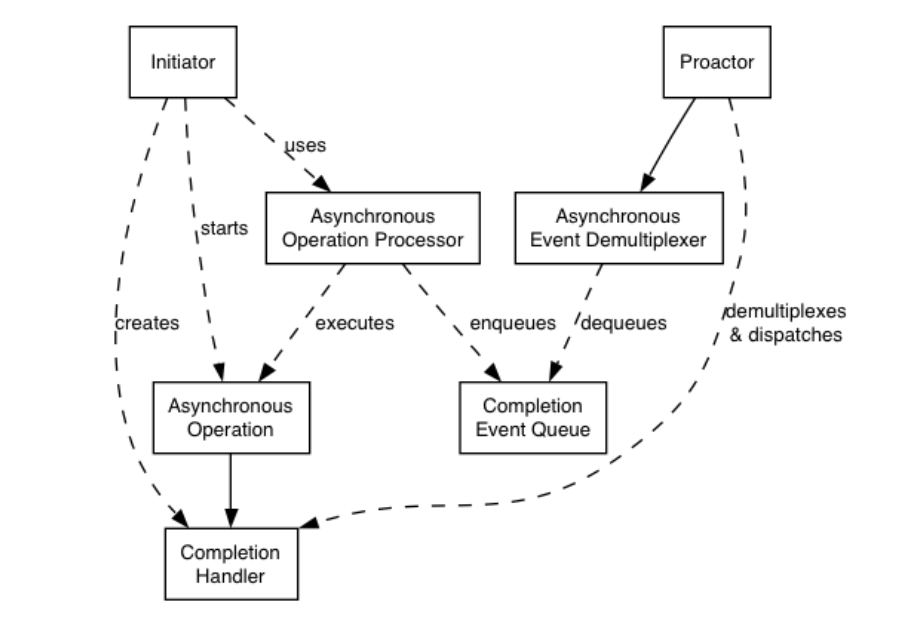 Initiator
Proactor
uses
Asynchronous
Operation Processor
Asynchronous
Event Demultiplexer
starts
creates
executes
enqueues
dequeues
demultiplexes
& dispatches
Asynchronous
Operation
Completion
Event Queue
Completion
Handler